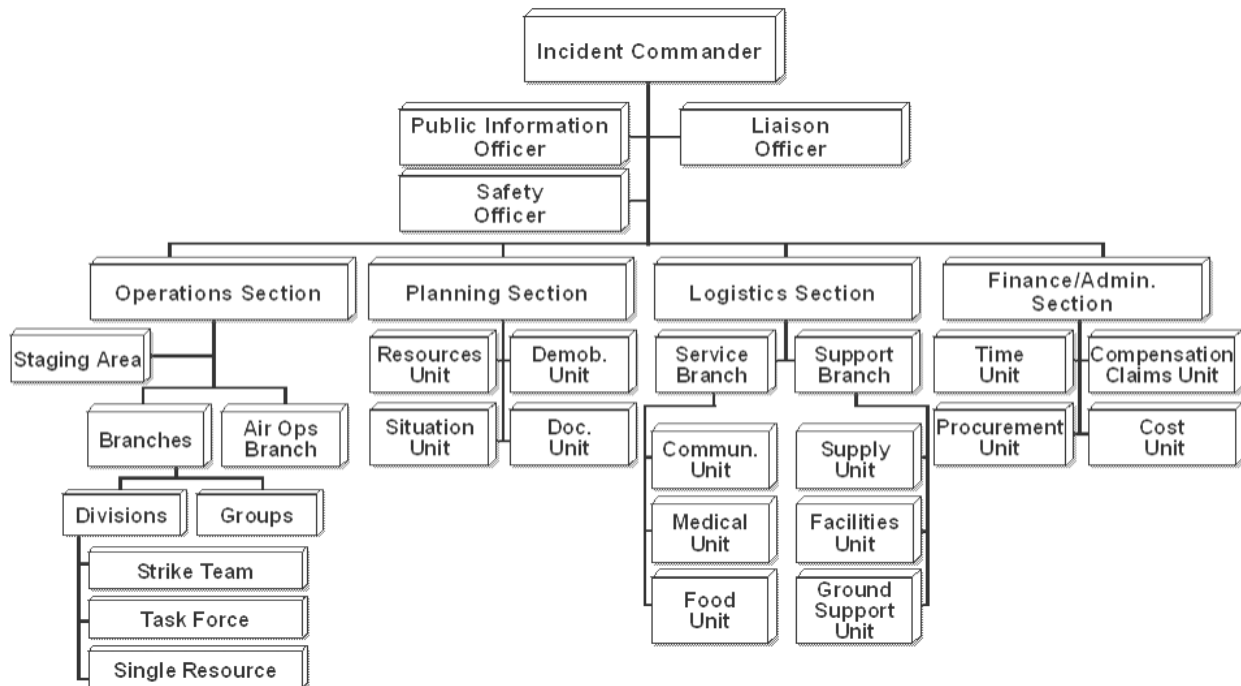 Incident Commander
Public Information
Officer
Liaison
Officer
Safety
Officer
Operations Section
Planning Section
Logistics Section
Finance/Admin.
Section
Staging Area
Branches
Air Ops
Branch
Divisions
Groups
Strike Team
Task Force
Single Resource
Resources
Unit
Demob.
Unit
Situation
Unit
Doc.
Unit
Service
Branch
Support
Branch
Commun.
Unit
Supply
Unit
Medical
Unit
Facilities
Unit
Food
Unit
Ground
Support
Unit
Time
Unit
Compensation
Claims Unit
Procurement
Unit
Cost
Unit